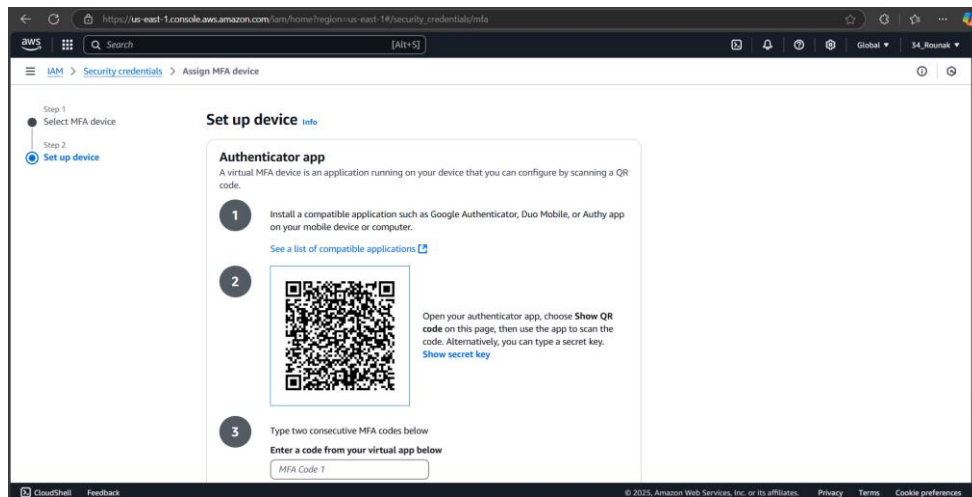 https://us-east-1.console.aws.amazon.com/iam/home?region=us-east-1#/security_credentials/mfa
aws Search [Alt+S] Global 34_Rounak
IAM > Security credentials > Assign MFA device
Step 1
Select MFA device
Step 2
Set up device
Set up device Info
Authenticator app
A virtual MFA device is an application running on your device that you can configure by scanning a QR
code.
1
Install a compatible application such as Google Authenticator, Duo Mobile, or Authy app
on your mobile device or computer.
See a list of compatible applications
2
Open your authenticator app, choose Show QR
code on this page, then use the app to scan the
code. Alternatively, you can type a secret key.
Show secret key
3
Type two consecutive MFA codes below
Enter a code from your virtual app below
MFA Code 1
CloudShell Feedback © 2025, Amazon Web Services, Inc. or its affiliates. Privacy Terms Cookie preferences